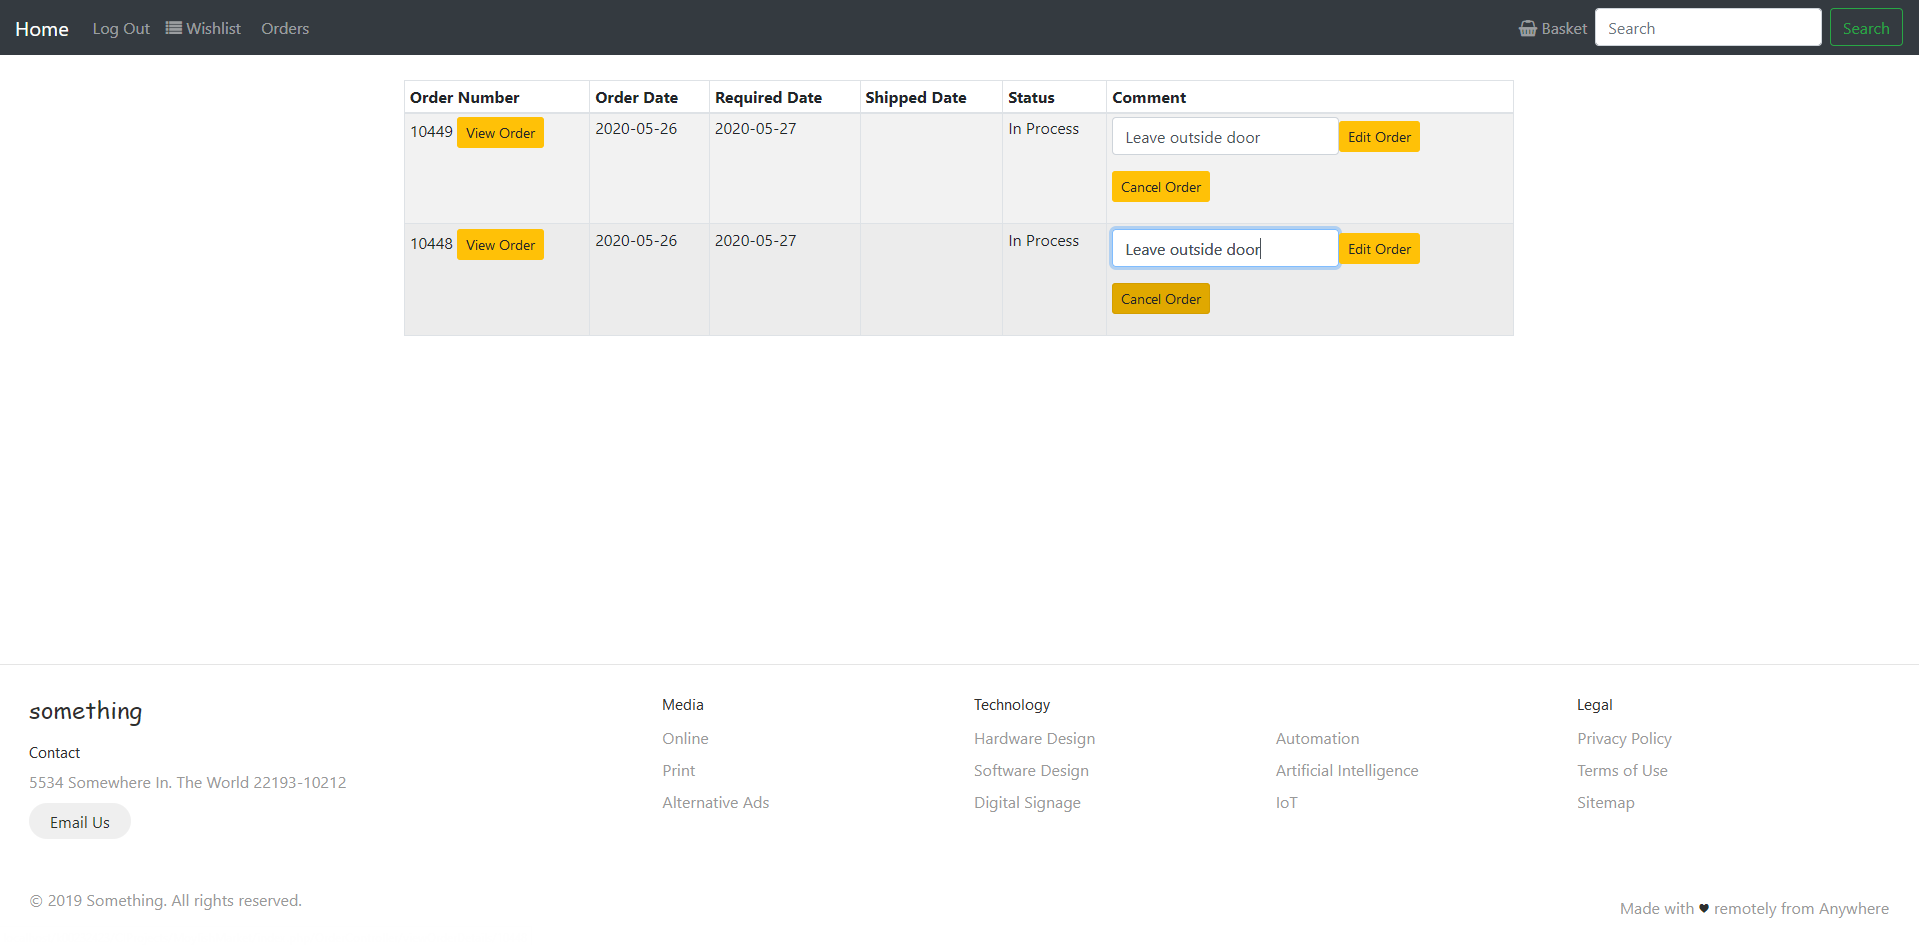 Home Log Out Wishlist Orders Basket Search Search
Order Number Order Date Required Date Shipped Date Status Comment
10449 View Order 2020-05-26 2020-05-27 In Process Leave outside door Edit Order
Cancel Order
10448 View Order 2020-05-26 2020-05-27 In Process Leave outside door Edit Order
Cancel Order
something
Contact
5534 Somewhere In. The World 22193-10212
Email Us
Media
Online
Print
Alternative Ads
Technology
Hardware Design
Software Design
Digital Signage
Automation
Artificial Intelligence
IoT
Legal
Privacy Policy
Terms of Use
Sitemap
© 2019 Something. All rights reserved.
Made with ♥ remotely from Anywhere